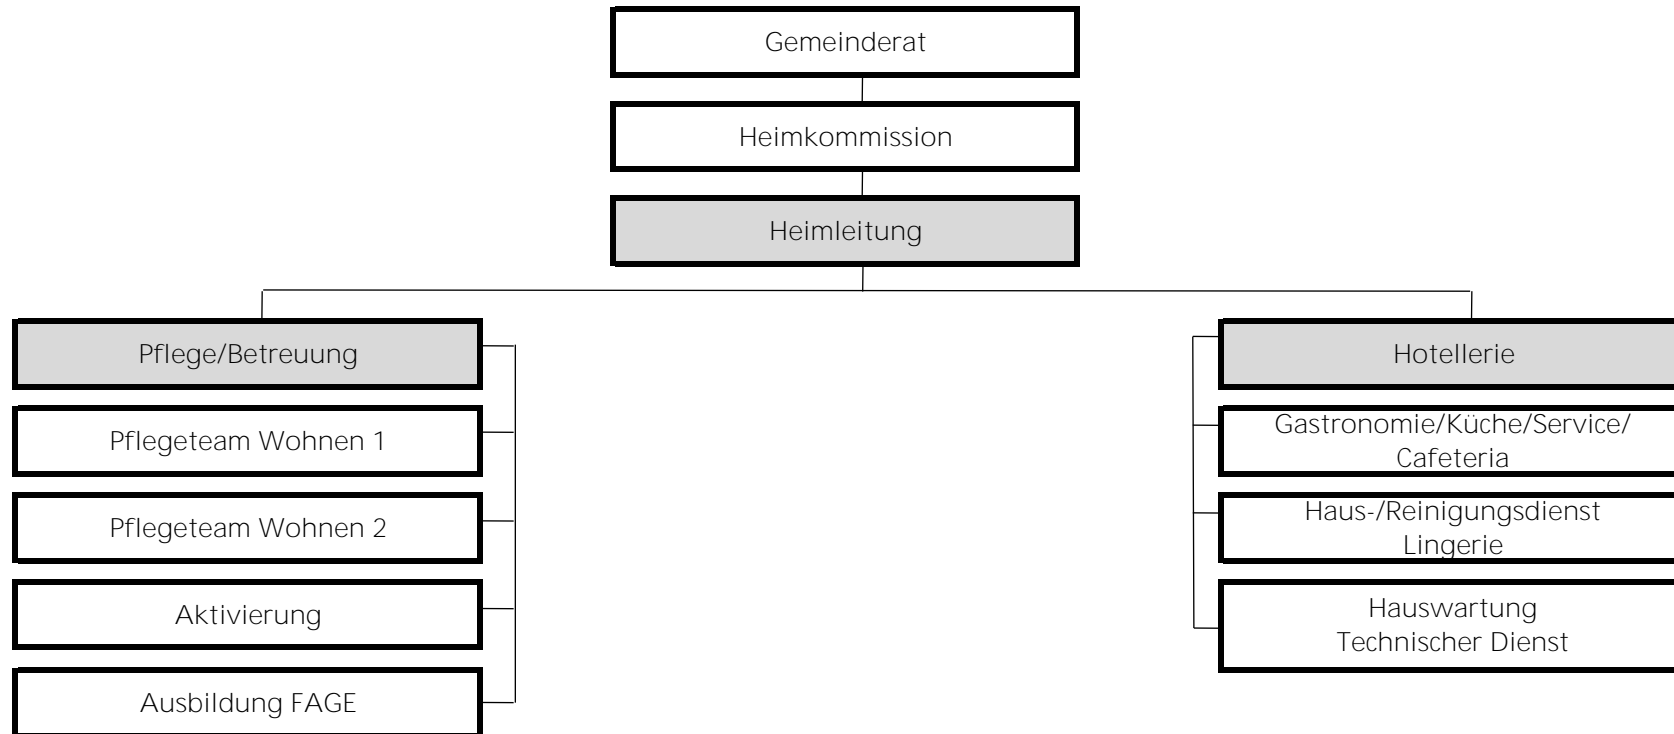 Gemeinderat
Heimkommission
Heimleitung
Pflege/Betreuung
Pflegeteam Wohnen 1
Pflegeteam Wohnen 2
Aktivierung
Ausbildung FAGE
Hotellerie
Gastronomie/Küche/Service/
Cafeteria
Haus-/Reinigungsdienst
Lingerie
Hauswartung
Technischer Dienst